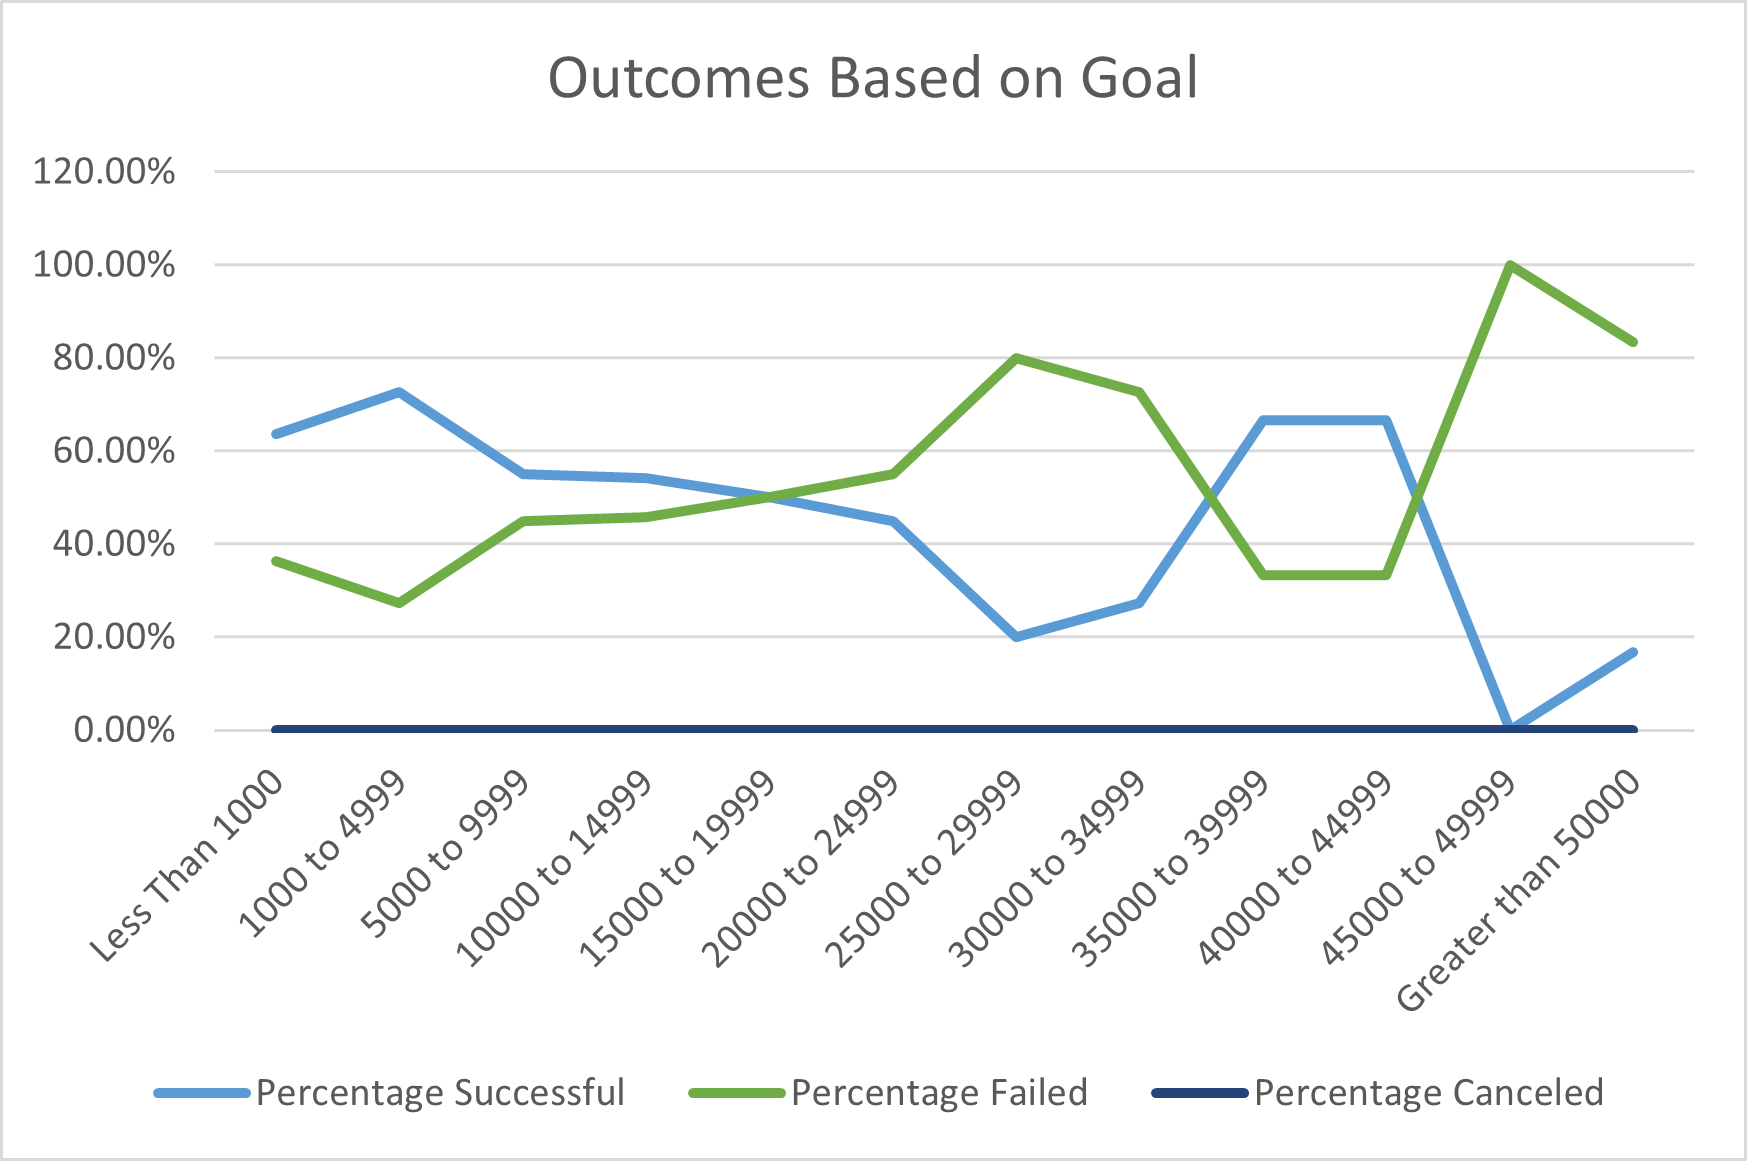 Outcomes Based on Goal
120.00%
100.00%
80.00%
60.00%
40.00%
20.00%
0.00%
Less Than 1000
1000 to 4999
5000 to 9999
10000 to 14999
15000 to 19999
20000 to 24999
25000 to 29999
30000 to 34999
35000 to 39999
40000 to 44999
45000 to 49999
Greater than 50000
Percentage Successful
Percentage Failed
Percentage Canceled